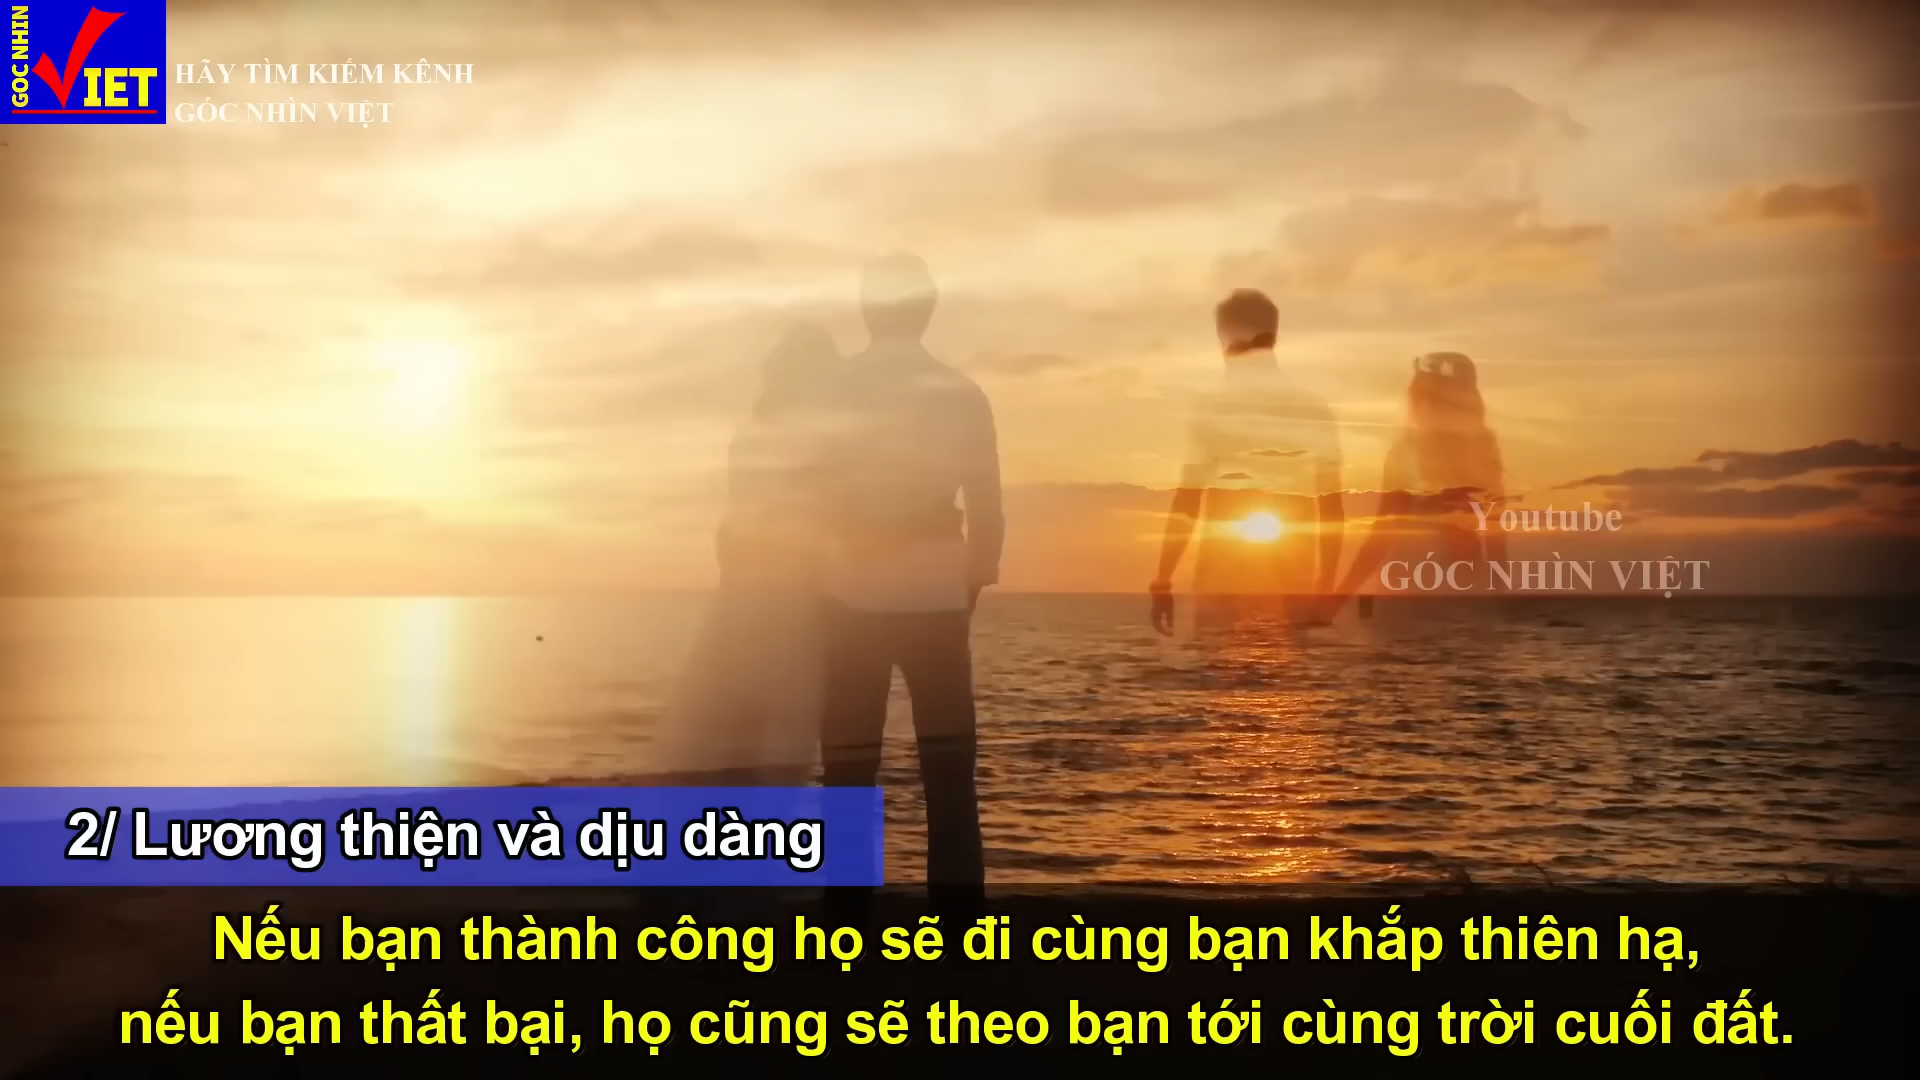 GOC NHIN
VIET
HÃY TÌM KIẾM KÊNH
GÓC NHÌN VIỆT
Youtube
GÓC NHÌN VIỆT
2/ Lương thiện và dịu dàng
Nếu bạn thành công họ sẽ đi cùng bạn khắp thiên hạ,
nếu bạn thất bại, họ cũng sẽ theo bạn tới cùng trời cuối đất.